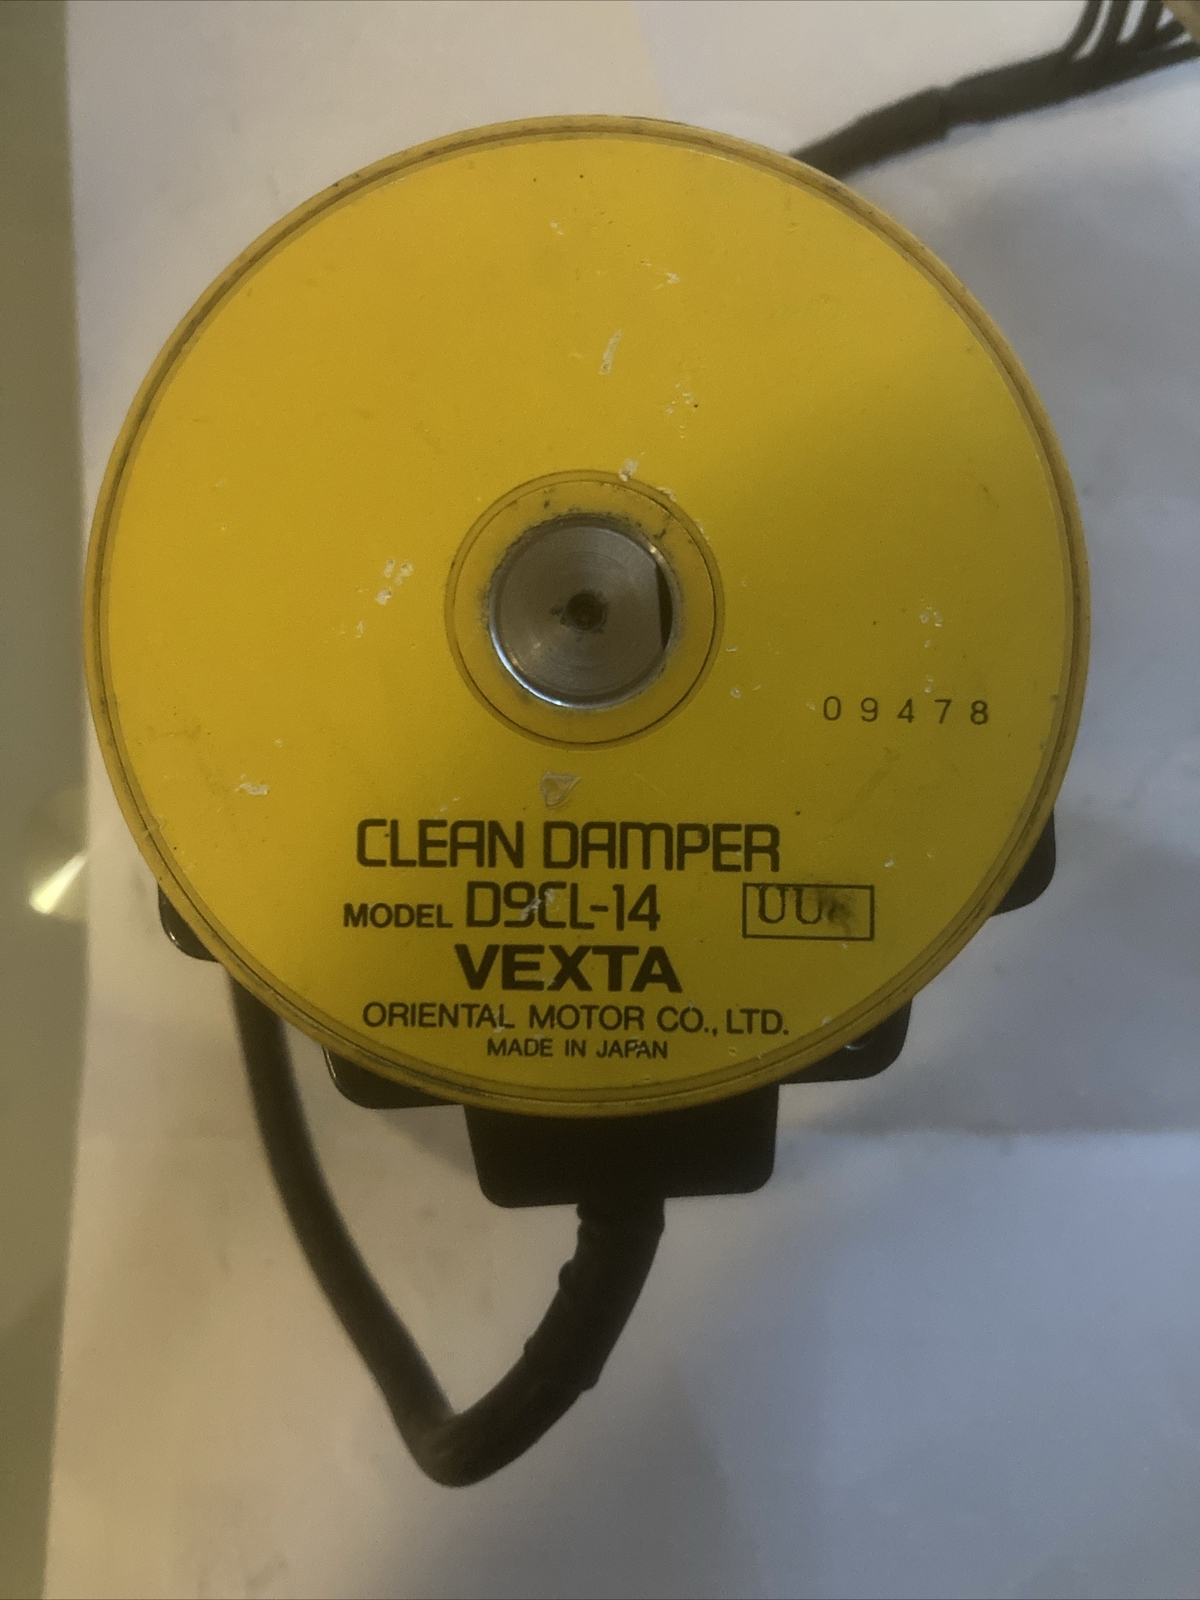 09478
CLEAN DAMPER
MODEL D9CL-14
VEXTA
ORIENTAL MOTOR CO., LTD.
MADE IN JAPAN